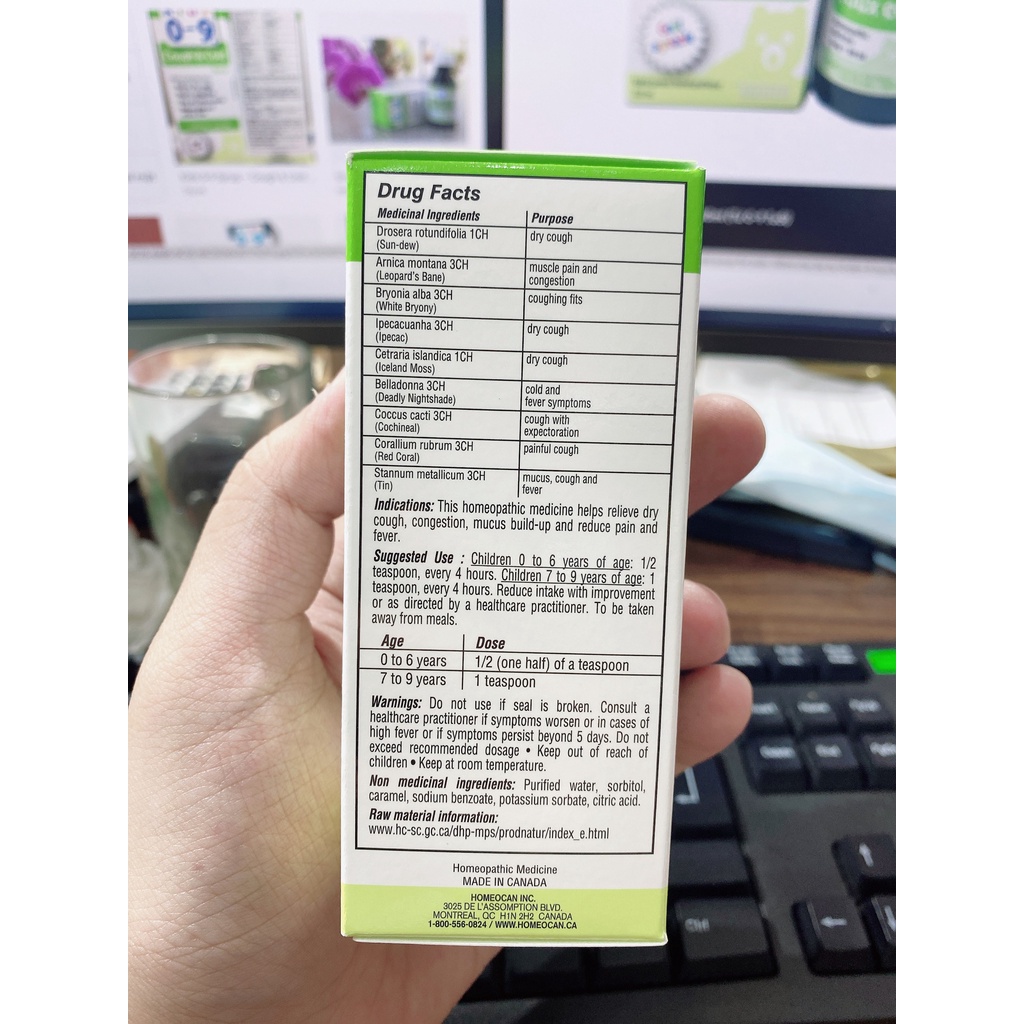 0-9
Drug Facts
Medicinal Ingredients Purpose
Drosera rotundifolia 1CH dry cough
(Sun-dew)
Arnica montana 3CH muscle pain and
(Leopard's Bane) congestion
Bryonia alba 3CH coughing fits
(White Bryony)
Ipecacuanha 3CH dry cough
(Ipecac)
Cetraria islandica 1CH dry cough
(Iceland Moss)
Belladonna 3CH cold and
(Deadly Nightshade) fever symptoms
Coccus cacti 3CH cough with
(Cochineal) expectoration
Corallium rubrum 3CH painful cough
(Red Coral)
Stannum metallicum 3CH mucus, cough and
(Tin) fever
Indications: This homeopathic medicine helps relieve dry
cough, congestion, mucus build-up and reduce pain and
fever.
Suggested Use : Children 0 to 6 years of age: 1/2
teaspoon, every 4 hours. Children 7 to 9 years of age: 1
teaspoon, every 4 hours. Reduce intake with improvement
or as directed by a healthcare practitioner. To be taken
away from meals.
Age Dose
0 to 6 years 1/2 (one half) of a teaspoon
7 to 9 years 1 teaspoon
Warnings: Do not use if seal is broken. Consult a
healthcare practitioner if symptoms worsen or in cases of
high fever or if symptoms persist beyond 5 days. Do not
exceed recommended dosage • Keep out of reach of
children • Keep at room temperature.
Non medicinal ingredients: Purified water, sorbitol,
caramel, sodium benzoate, potassium sorbate, citric acid.
Raw material information:
www.hc-sc.gc.ca/dhp-mps/prodnatur/index_e.html
Homeopathic Medicine
MADE IN CANADA
HOMEOCAN INC.
3025 DE L'ASSOMPTION BLVD.
MONTREAL, QC H1N 2H2 CANADA
1-800-556-0824 / WWW.HOMEOCAN.CA
Ctrl